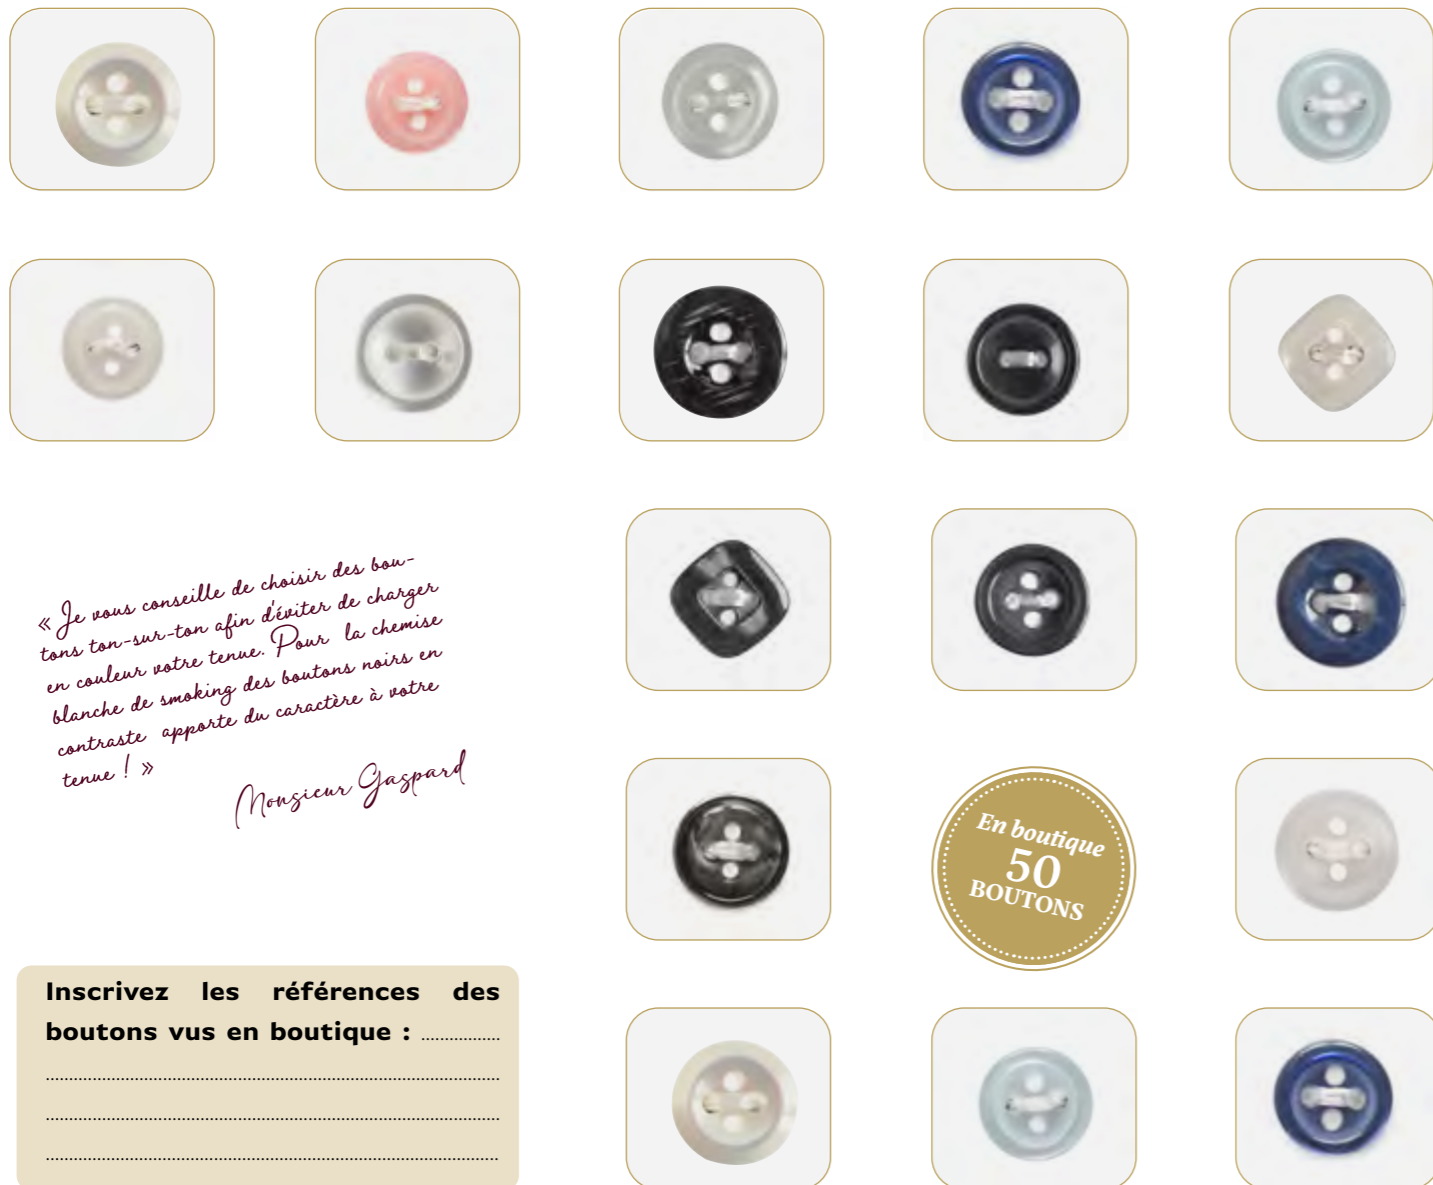 « Je vous conseille de choisir des bou-
tons ton-sur-ton afin d'éviter de charger
en couleur votre tenue. Pour la chemise
blanche de smoking des boutons noirs en
contraste apporte du caractère à votre
tenue ! »
Monsieur Gaspard
En boutique
50
BOUTONS
Inscrivez les références des
boutons vus en boutique : .................
..................................................................................................
..................................................................................................
..................................................................................................